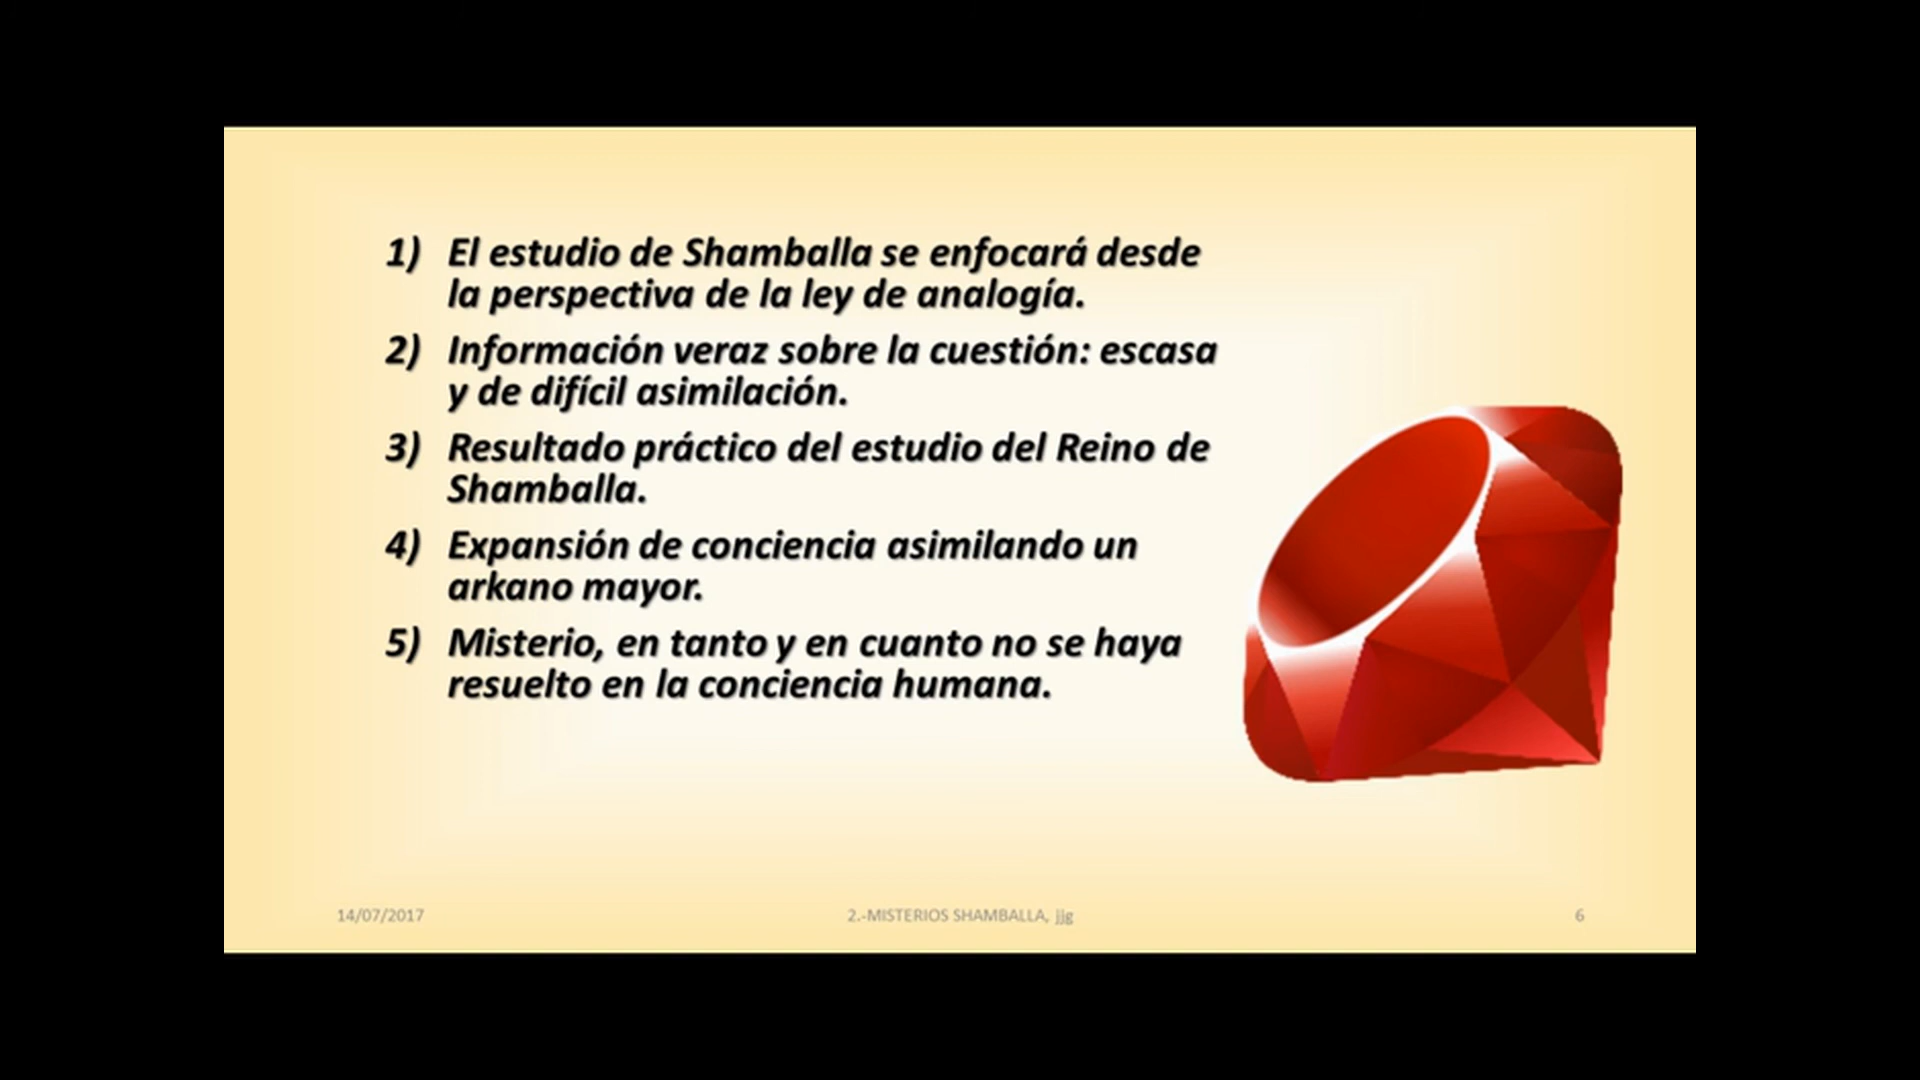 1) El estudio de Shamballa se enfocará desde
la perspectiva de la ley de analogía.
2) Información veraz sobre la cuestión: escasa
y de difícil asimilación.
3) Resultado práctico del estudio del Reino de
Shamballa.
4) Expansión de conciencia asimilando un
arkano mayor.
5) Misterio, en tanto y en cuanto no se haya
resuelto en la conciencia humana.
14/07/2017
2.-MISTERIOS SHAMBALLA, jjg
6